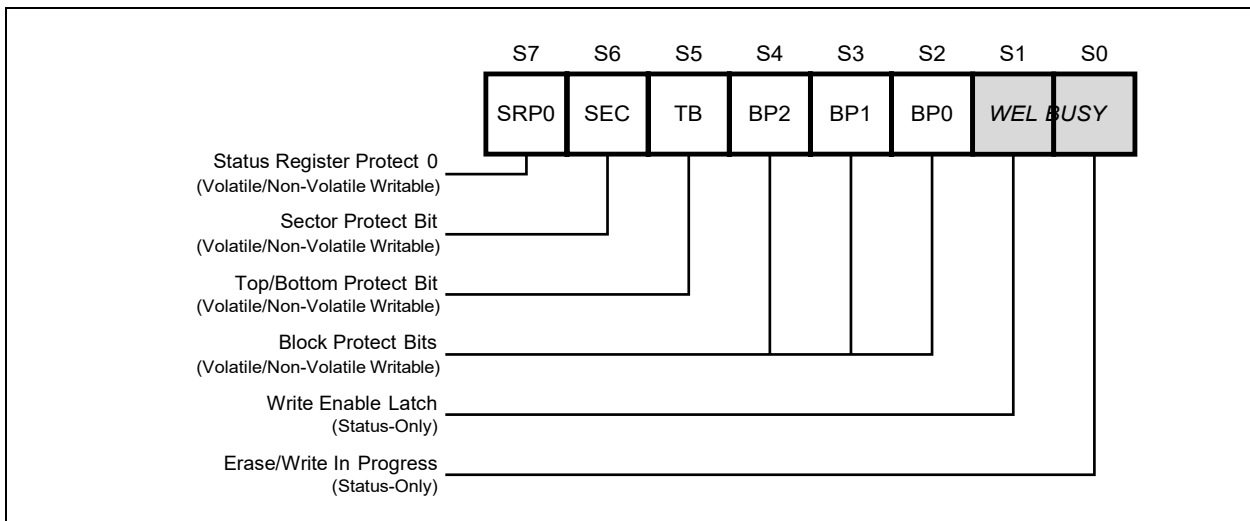 S7 S6 S5 S4 S3 S2 S1 S0
SRP0 SEC TB BP2 BP1 BP0 WEL BUSY
Status Register Protect 0
(Volatile/Non-Volatile Writable)
Sector Protect Bit
(Volatile/Non-Volatile Writable)
Top/Bottom Protect Bit
(Volatile/Non-Volatile Writable)
Block Protect Bits
(Volatile/Non-Volatile Writable)
Write Enable Latch
(Status-Only)
Erase/Write In Progress
(Status-Only)